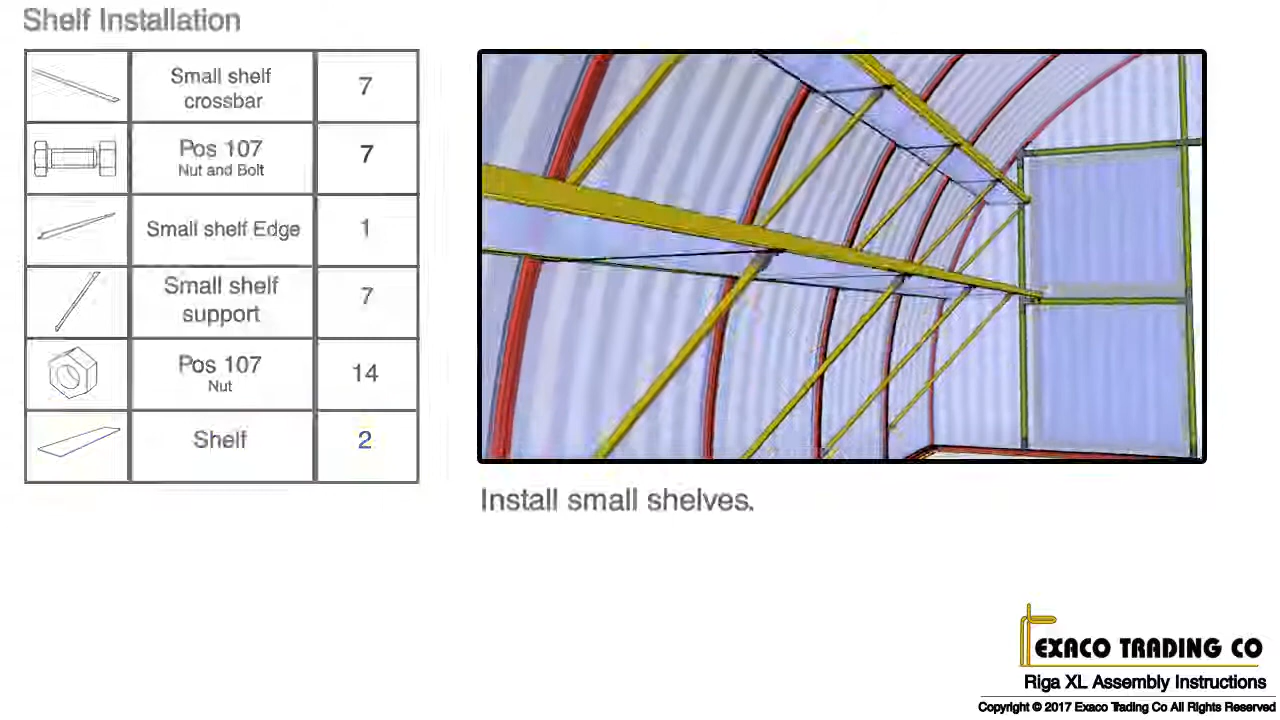 Shelf Installation
Small shelf
crossbar
7
Pos 107
Nut and Bolt
7
Small shelf Edge
1
Small shelf
support
7
Pos 107
Nut
14
Shelf
2
Install small shelves.
EXACO TRADING CO
Riga XL Assembly Instructions
Copyright © 2017 Exaco Trading Co All Rights Reserved